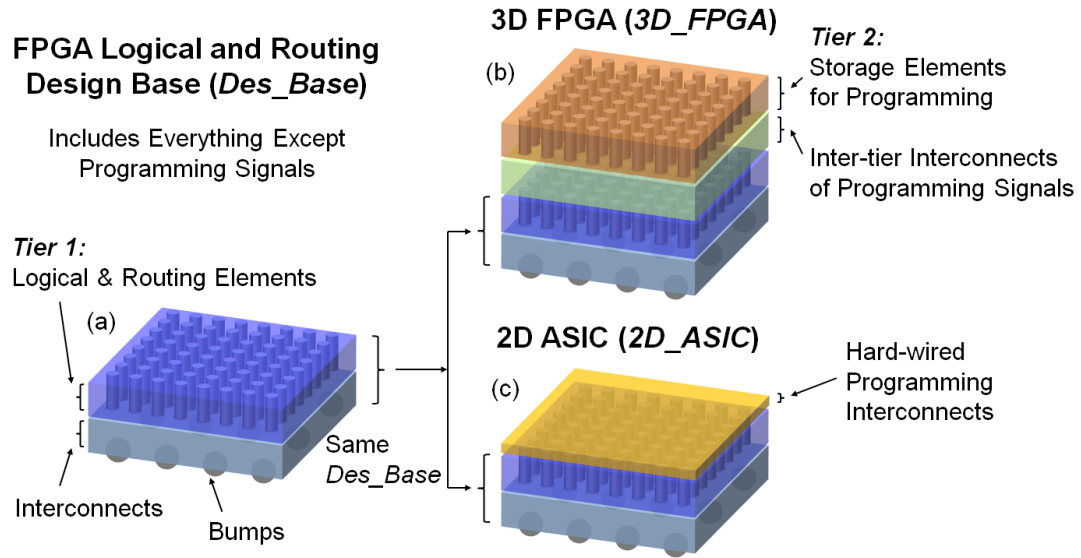 FPGA Logical and Routing
Design Base (Des_Base)
Includes Everything Except
Programming Signals
Tier 1:
Logical & Routing Elements
(a)
Interconnects
Bumps
Same
Des_Base
3D FPGA (3D_FPGA)
(b)
Tier 2:
Storage Elements
for Programming
Inter-tier Interconnects
of Programming Signals
2D ASIC (2D_ASIC)
(c)
Hard-wired
Programming
Interconnects